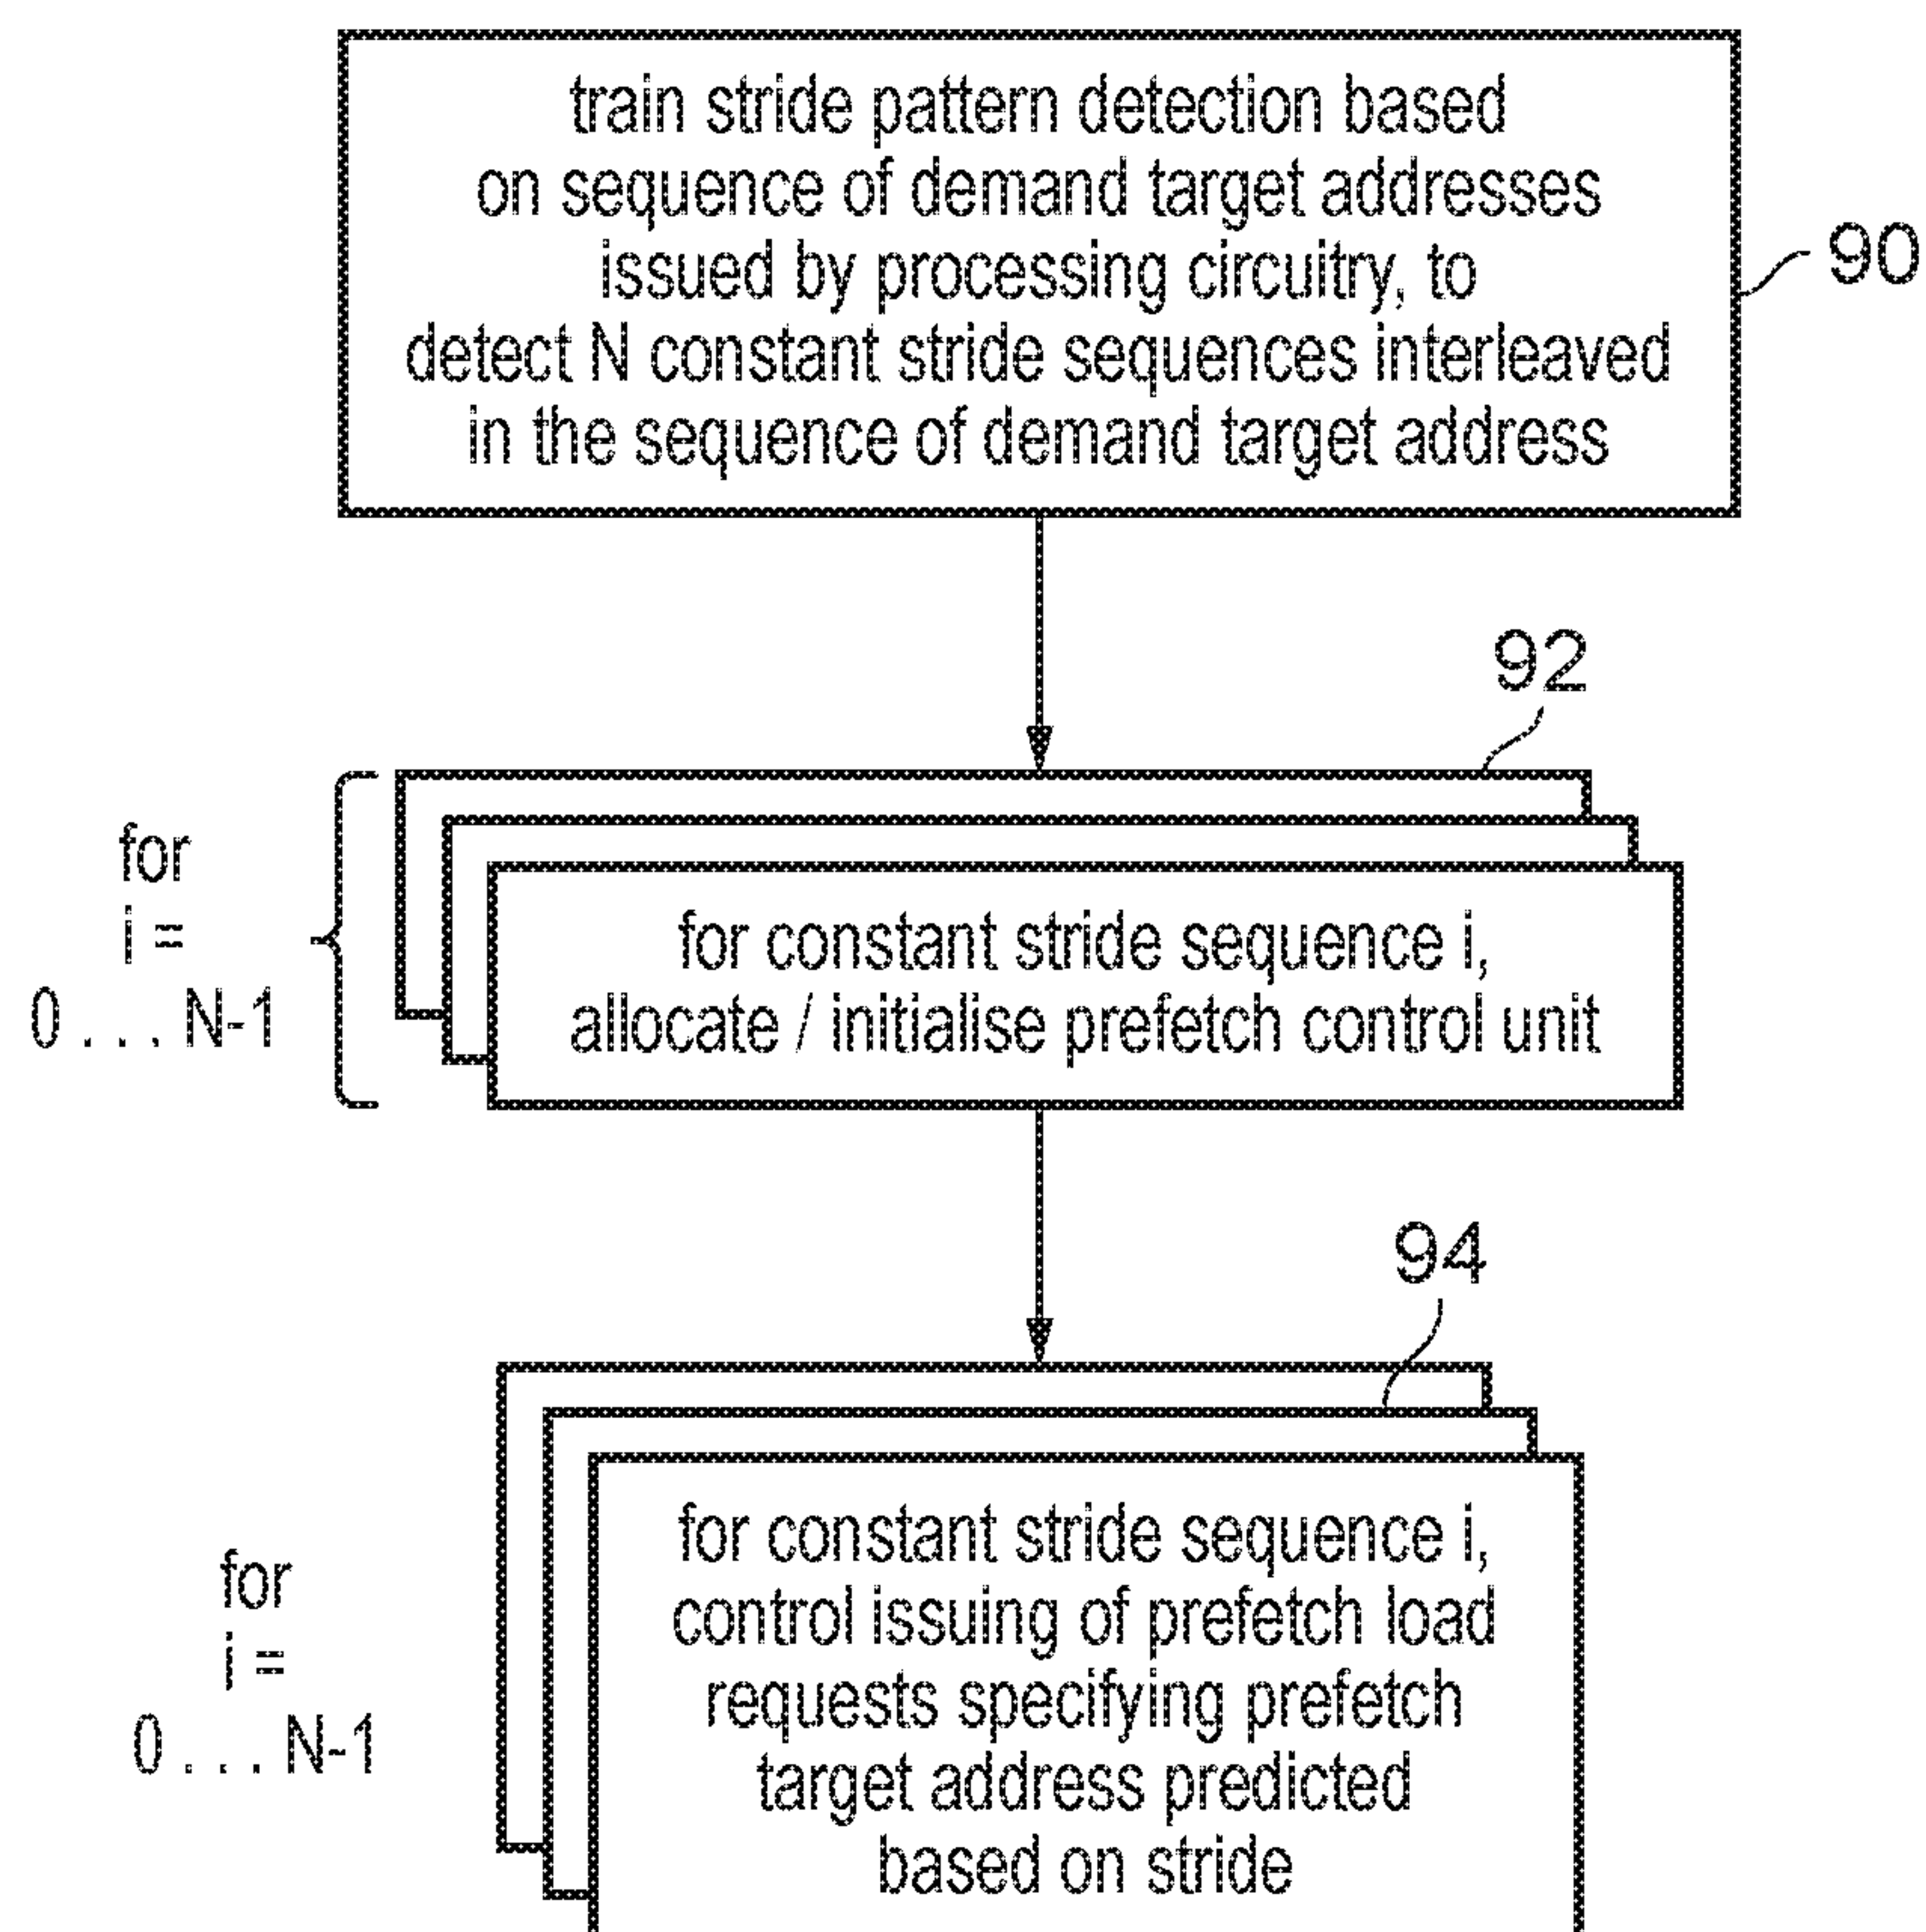 train stride pattern detection based
on sequence of demand target addresses
issued by processing circuitry, to
detect N constant stride sequences interleaved
in the sequence of demand target address
90
92
for
i =
0 . . . N-1
for constant stride sequence i,
allocate / initialise prefetch control unit
94
for
i =
0 . . . N-1
for constant stride sequence i,
control issuing of prefetch load
requests specifying prefetch
target address predicted
based on stride